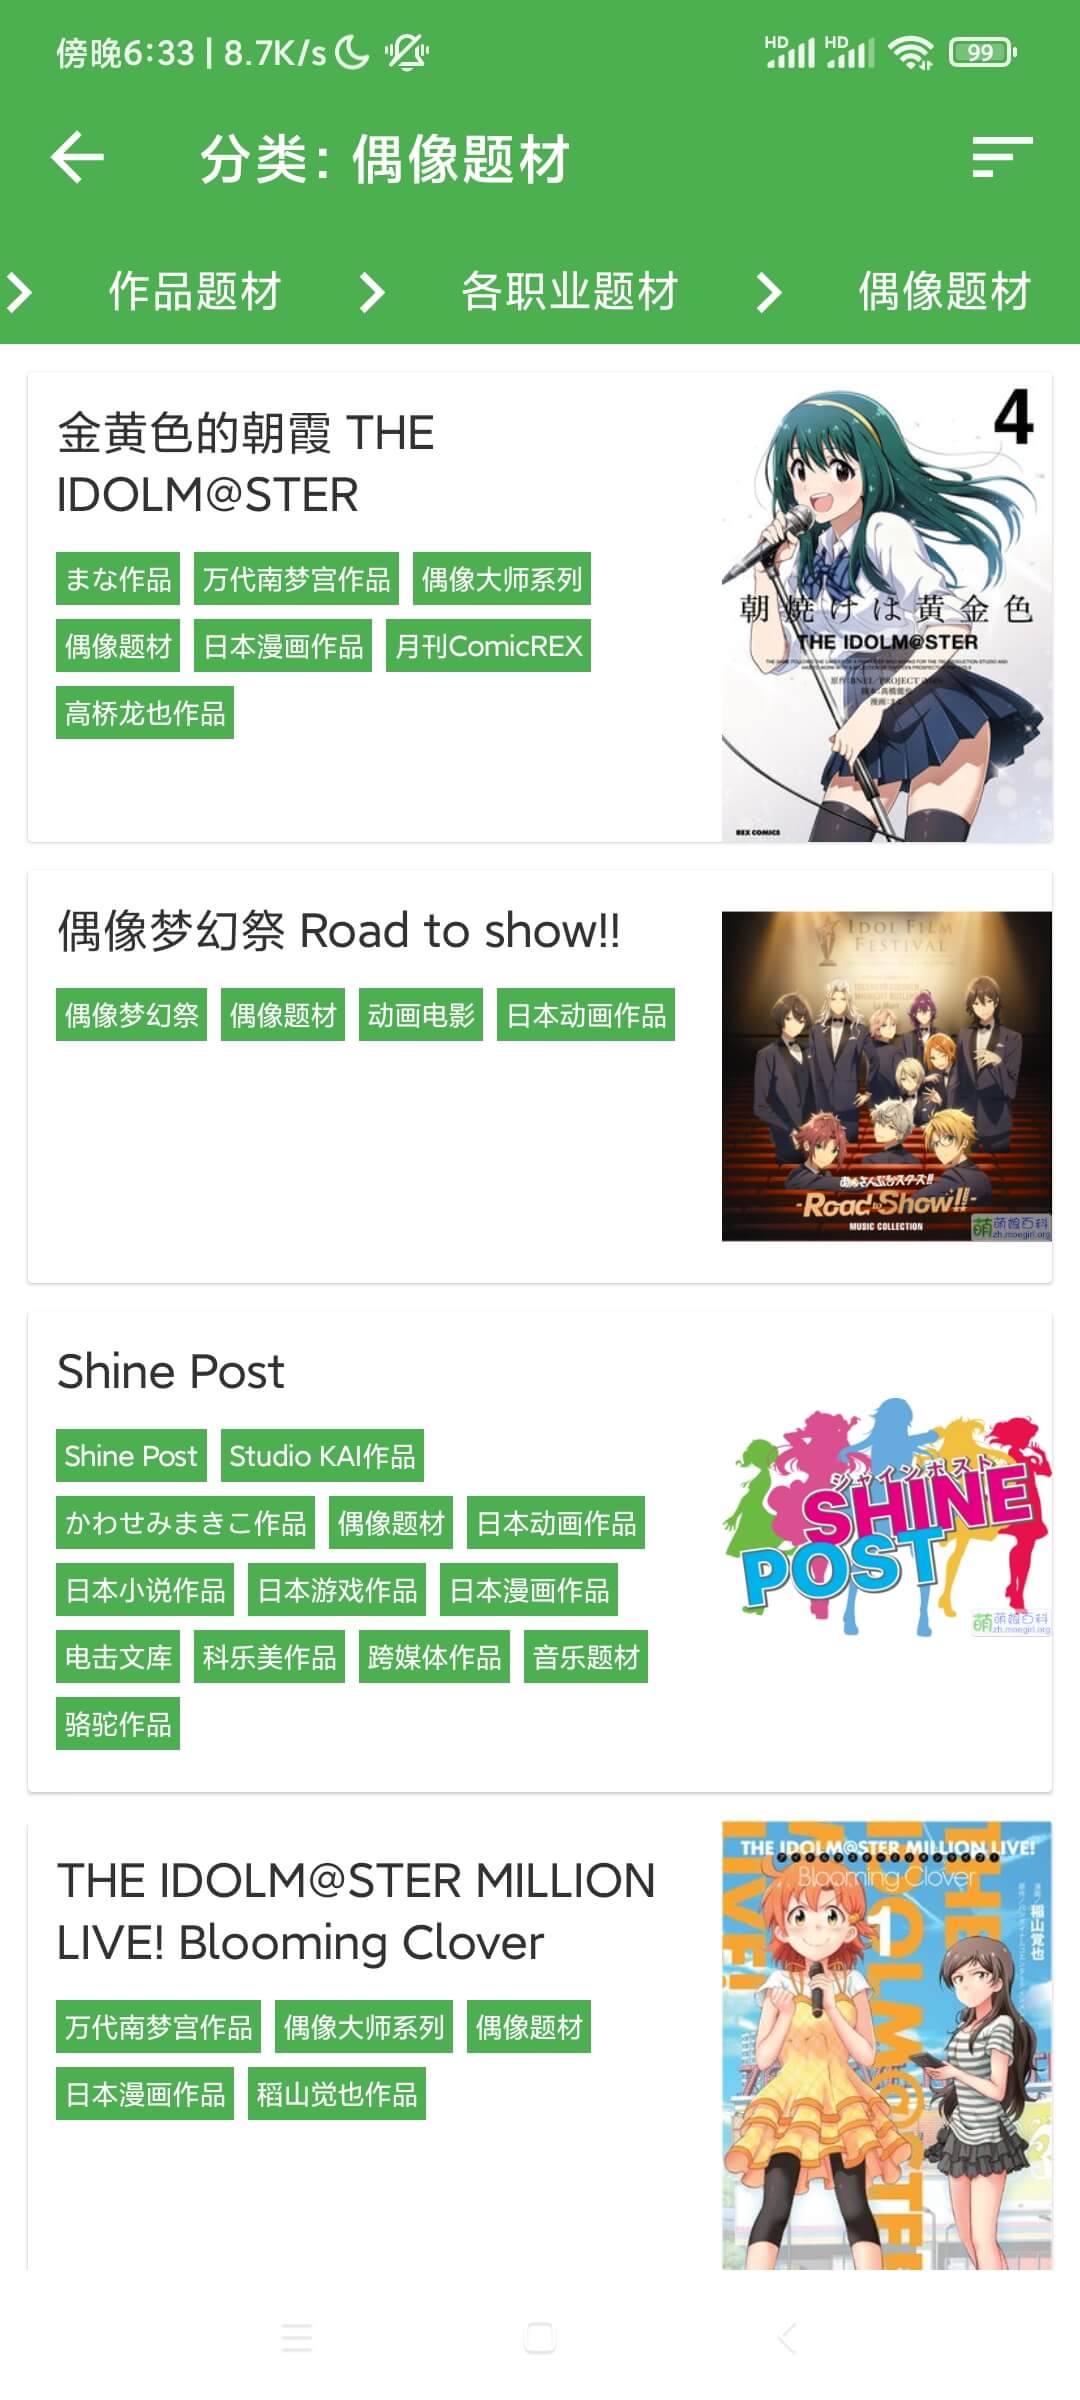 傍晚6:33 | 8.7K/s
HD HD 99
分类: 偶像题材
作品题材 各职业题材 偶像题材
金黄色的朝霞 THE
IDOLM@STER
まな作品 万代南梦宫作品 偶像大师系列
偶像题材 日本漫画作品 月刊ComicREX
高桥龙也作品
4
朝焼けは黄金色
THE IDOLM@STER
REX COMICS
偶像梦幻祭 Road to show!!
偶像梦幻祭 偶像题材 动画电影 日本动画作品
IDOL FILM
FESTIVAL
あんさんぶるスターズ!!
-Road to Show!!-
MUSIC COLLECTION
萌 萌娘百科
zh.moegirl.org
Shine Post
Shine Post Studio KAI作品
かわせみまきこ作品 偶像题材 日本动画作品
日本小说作品 日本游戏作品 日本漫画作品
电击文库 科乐美作品 跨媒体作品 音乐题材
骆驼作品
シャインポスト
SHINE
POST
萌 萌娘百科
zh.moegirl.org
THE IDOLM@STER MILLION
LIVE! Blooming Clover
万代南梦宫作品 偶像大师系列 偶像题材
日本漫画作品 稻山觉也作品
THE IDOLM@STER MILLION LIVE!
Blooming Clover
1
稲山覚也